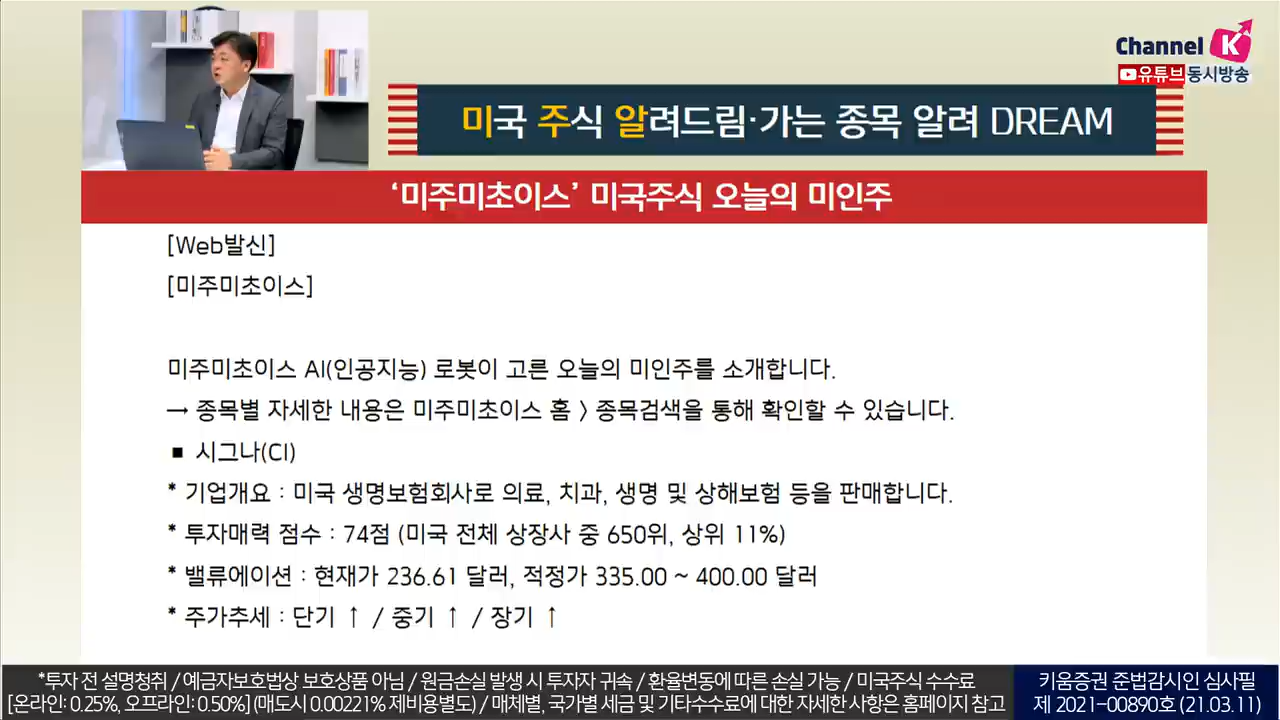 Channel K
유튜브동시방송
미국 주식 알려드림·가는 종목 알려 DREAM
‘미주미초이스’ 미국주식 오늘의 미인주
[Web발신]
[미주미초이스]
미주미초이스 AI(인공지능) 로봇이 고른 오늘의 미인주를 소개합니다.
→ 종목별 자세한 내용은 미주미초이스 홈 > 종목검색을 통해 확인할 수 있습니다.
■ 시그나(CI)
* 기업개요 : 미국 생명보험회사로 의료, 치과, 생명 및 상해보험 등을 판매합니다.
* 투자매력 점수 : 74점 (미국 전체 상장사 중 650위, 상위 11%)
* 밸류에이션 : 현재가 236.61 달러, 적정가 335.00 ~ 400.00 달러
* 주가추세 : 단기 ↑ / 중기 ↑ / 장기 ↑
*투자 전 설명청취 / 예금자보호법상 보호상품 아님 / 원금손실 발생 시 투자자 귀속 / 환율변동에 따른 손실 가능 / 미국주식 수수료
[온라인: 0.25%, 오프라인: 0.50%] (매도시 0.00221% 제비용별도) / 매체별, 국가별 세금 및 기타수수료에 대한 자세한 사항은 홈페이지 참고
키움증권 준법감시인 심사필
제 2021-00890호 (21.03.11)